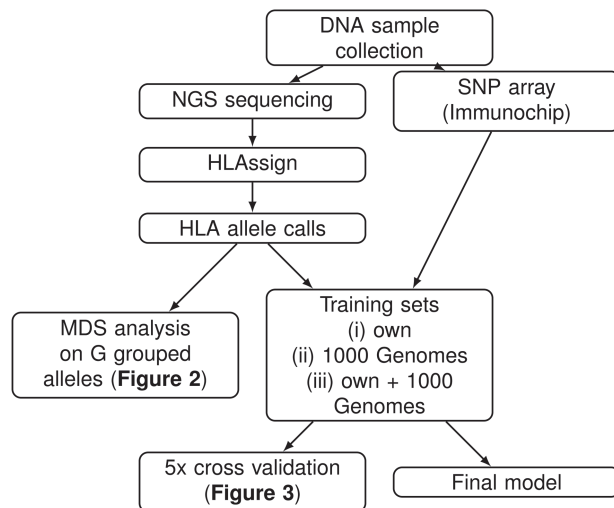 DNA sample
collection
NGS sequencing
SNP array
(Immunochip)
HLAssign
HLA allele calls
MDS analysis
on G grouped
alleles (Figure 2)
Training sets
(i) own
(ii) 1000 Genomes
(iii) own + 1000
Genomes
5x cross validation
(Figure 3)
Final model